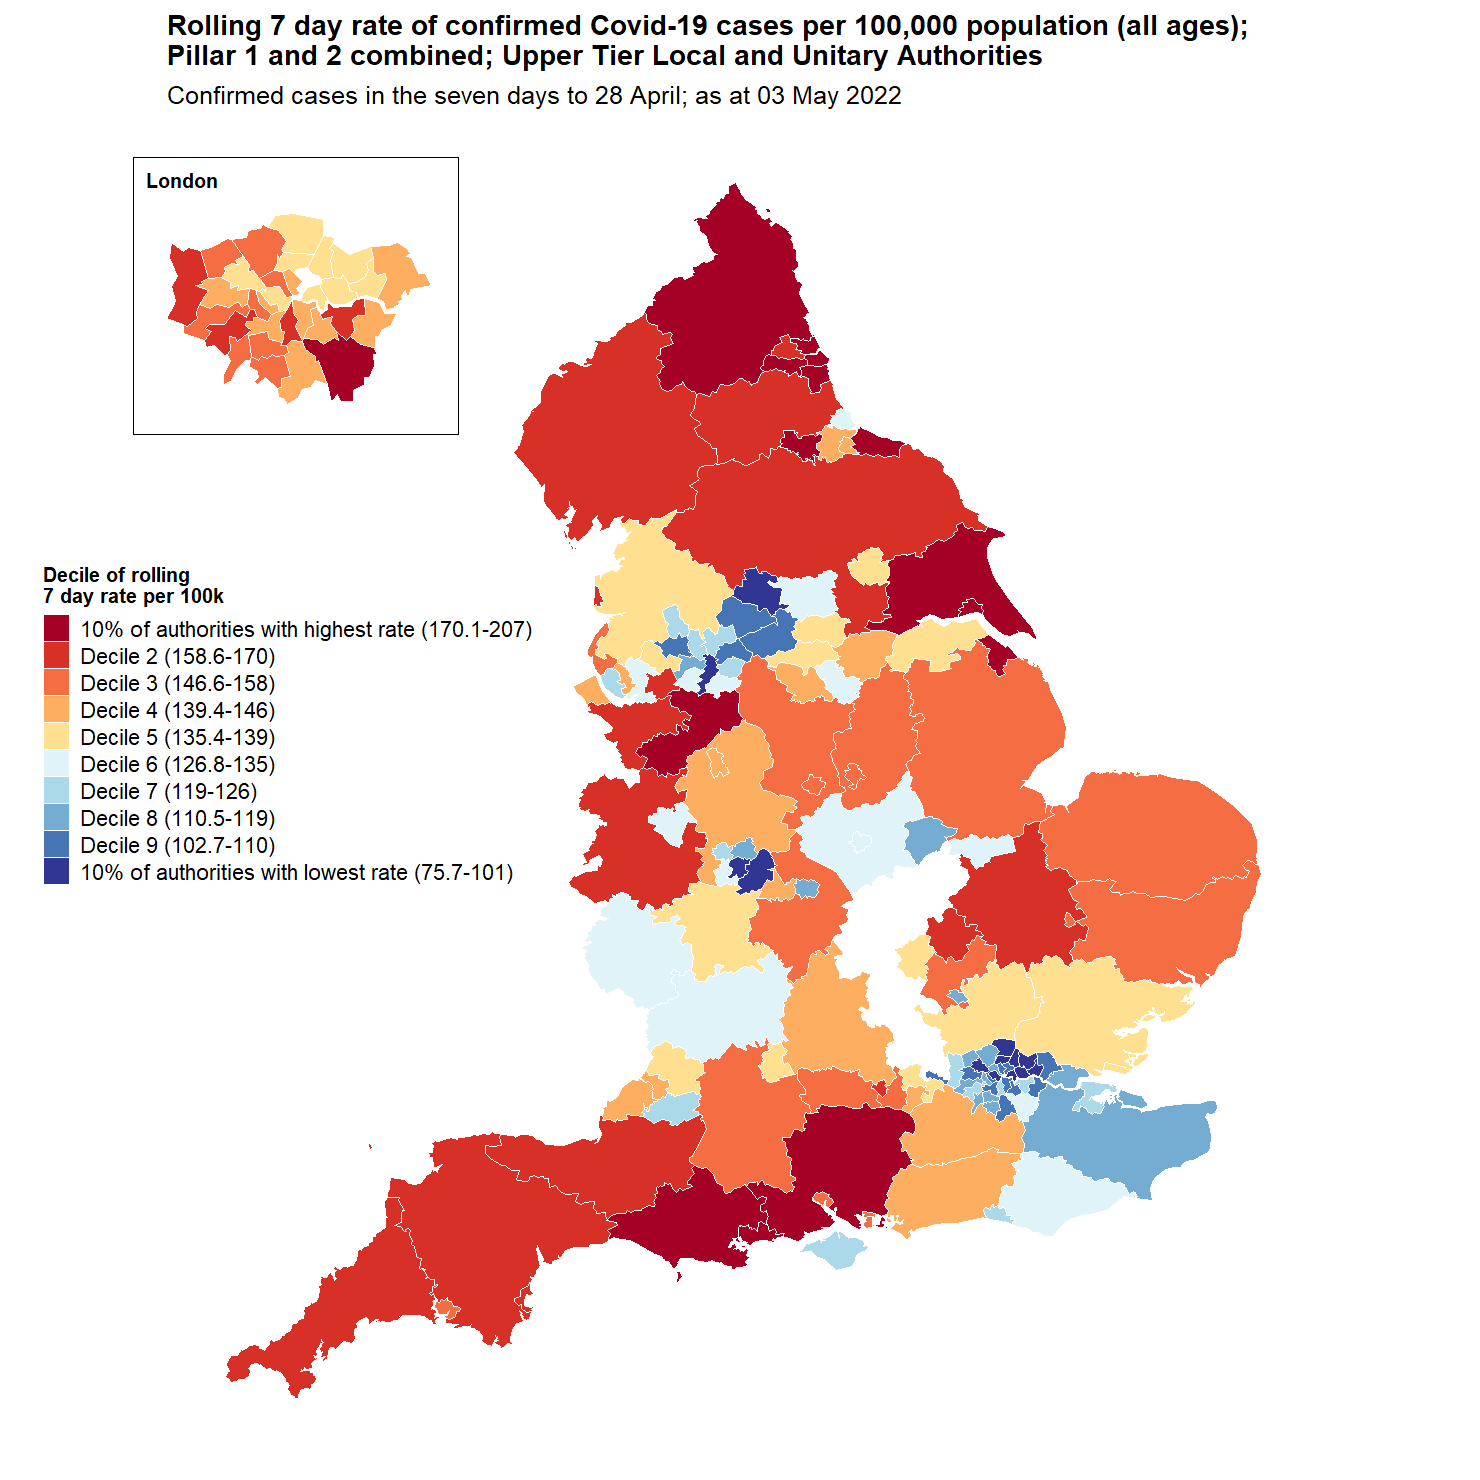 Rolling 7 day rate of confirmed Covid-19 cases per 100,000 population (all ages);
Pillar 1 and 2 combined; Upper Tier Local and Unitary Authorities
Confirmed cases in the seven days to 28 April; as at 03 May 2022
London
Decile of rolling
7 day rate per 100k
10% of authorities with highest rate (170.1-207)
Decile 2 (158.6-170)
Decile 3 (146.6-158)
Decile 4 (139.4-146)
Decile 5 (135.4-139)
Decile 6 (126.8-135)
Decile 7 (119-126)
Decile 8 (110.5-119)
Decile 9 (102.7-110)
10% of authorities with lowest rate (75.7-101)